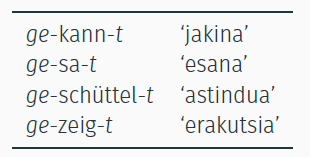 ge-kann-t ‘jakina’
ge-sa-t ‘esana’
ge-schüttel-t ‘astindua’
ge-zeig-t ‘erakutsia’